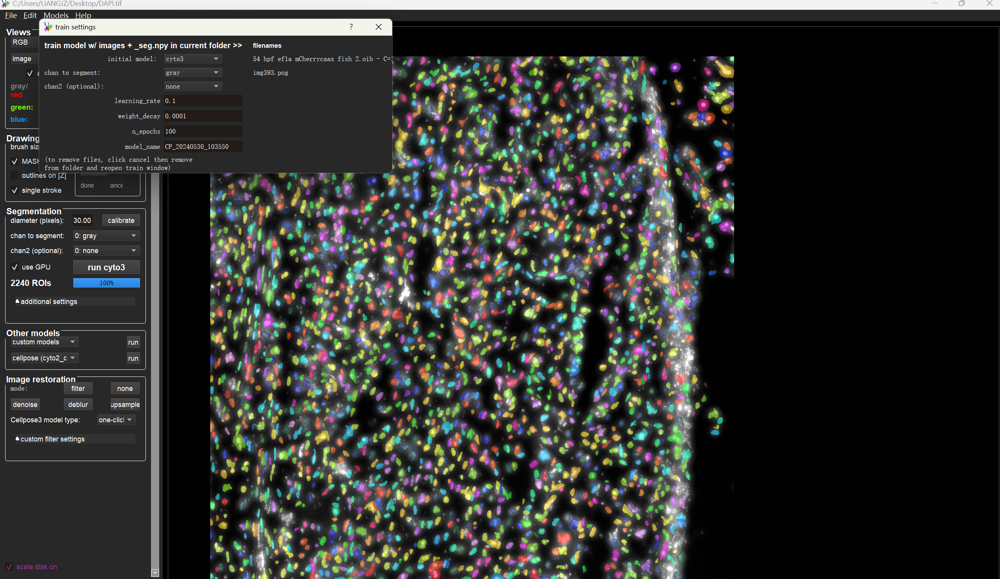 C:/Users/LIANGJZ/Desktop/DAPI.tif
File Edit Models Help
train settings
?
train model w/ images + _seg.npy in current folder >>
filenames
initial model: cyto3
54 hpf ef1a mCherrycaax fish 2.oib - C=
chan to segment: gray
img393.png
chan2 (optional): none
learning_rate 0.1
weight_decay 0.0001
n_epochs 100
model_name CP_20240530_103550
(to remove files, click cancel then remove
from folder and reopen train window)
Views
RGB
image
gray/
red
green:
blue:
Drawing
brush siz
MASK
outlines on [Z]
done
cance
single stroke
Segmentation
diameter (pixels): 30.00 calibrate
chan to segment: 0: gray
chan2 (optional): 0: none
use GPU run cyto3
2240 ROIs 100%
additional settings
Other models
custom models run
cellpose (cyto2_c run
Image restoration
mode: filter none
denoise deblur upsample
Cellpose3 model type: one-clic
custom filter settings
scale disk on